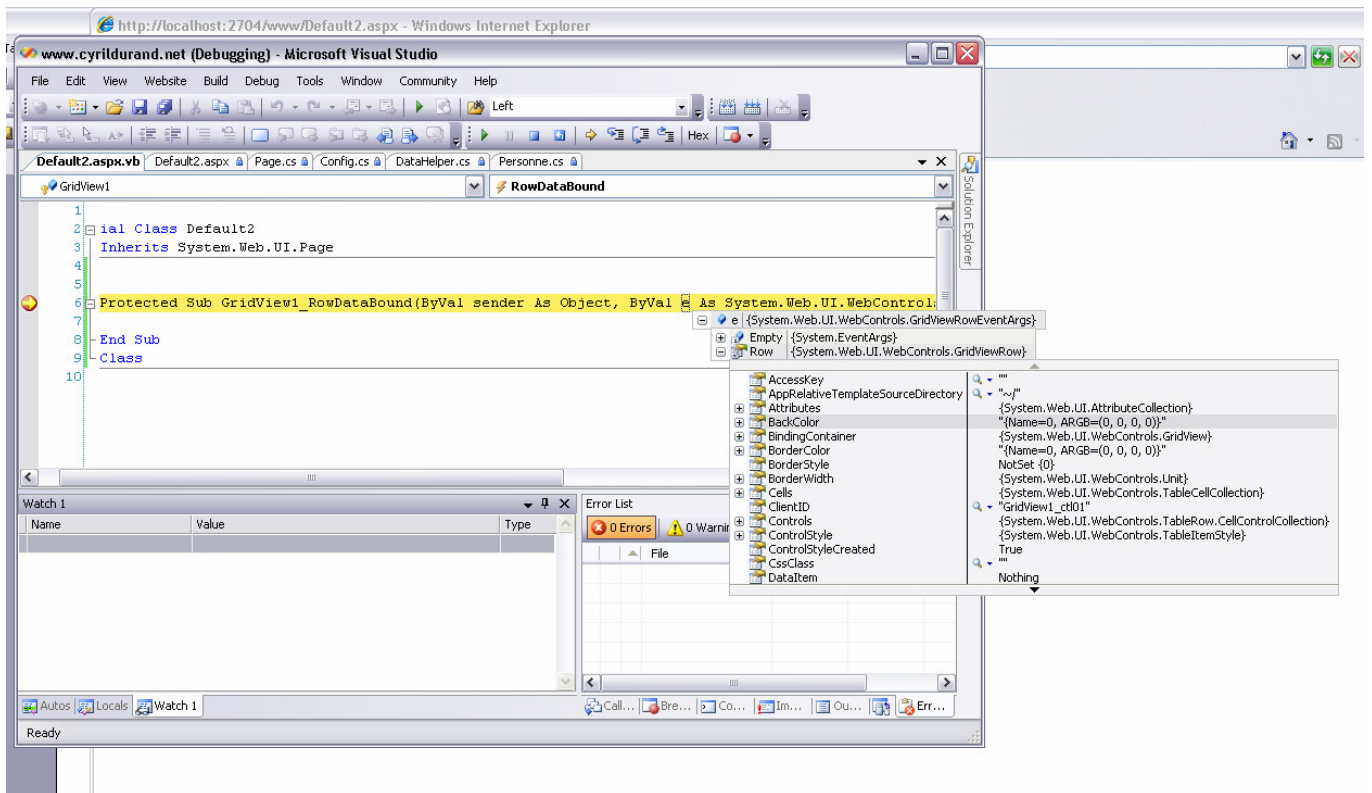 http://localhost:2704/www/Default2.aspx - Windows Internet Explorer
www.cyrildurand.net (Debugging) - Microsoft Visual Studio
File Edit View Website Build Debug Tools Window Community Help
Left
Hex
Default2.aspx.vb Default2.aspx Page.cs Config.cs DataHelper.cs Personne.cs
GridView1 RowDataBound
Solution Explorer
1
2 ial Class Default2
3 Inherits System.Web.UI.Page
4
5
6 Protected Sub GridView1_RowDataBound(ByVal sender As Object, ByVal e As System.Web.UI.WebControl
7
8 End Sub
9 Class
10
e {System.Web.UI.WebControls.GridViewRowEventArgs}
Empty {System.EventArgs}
Row {System.Web.UI.WebControls.GridViewRow}
AccessKey ""
AppRelativeTemplateSourceDirectory "~/"
Attributes {System.Web.UI.AttributeCollection}
BackColor "{Name=0, ARGB=(0, 0, 0, 0)}"
BindingContainer {System.Web.UI.WebControls.GridView}
BorderColor "{Name=0, ARGB=(0, 0, 0, 0)}"
BorderStyle NotSet {0}
BorderWidth {System.Web.UI.WebControls.Unit}
Cells {System.Web.UI.WebControls.TableCellCollection}
ClientID "GridView1_ctl01"
Controls {System.Web.UI.WebControls.TableRow.CellControlCollection}
ControlStyle {System.Web.UI.WebControls.TableItemStyle}
ControlStyleCreated True
CssClass ""
DataItem Nothing
Watch 1
Name Value Type
Error List
0 Errors 0 Warnin
File
Autos Locals Watch 1
Call... Bre... Co... Im... Ou... Err...
Ready